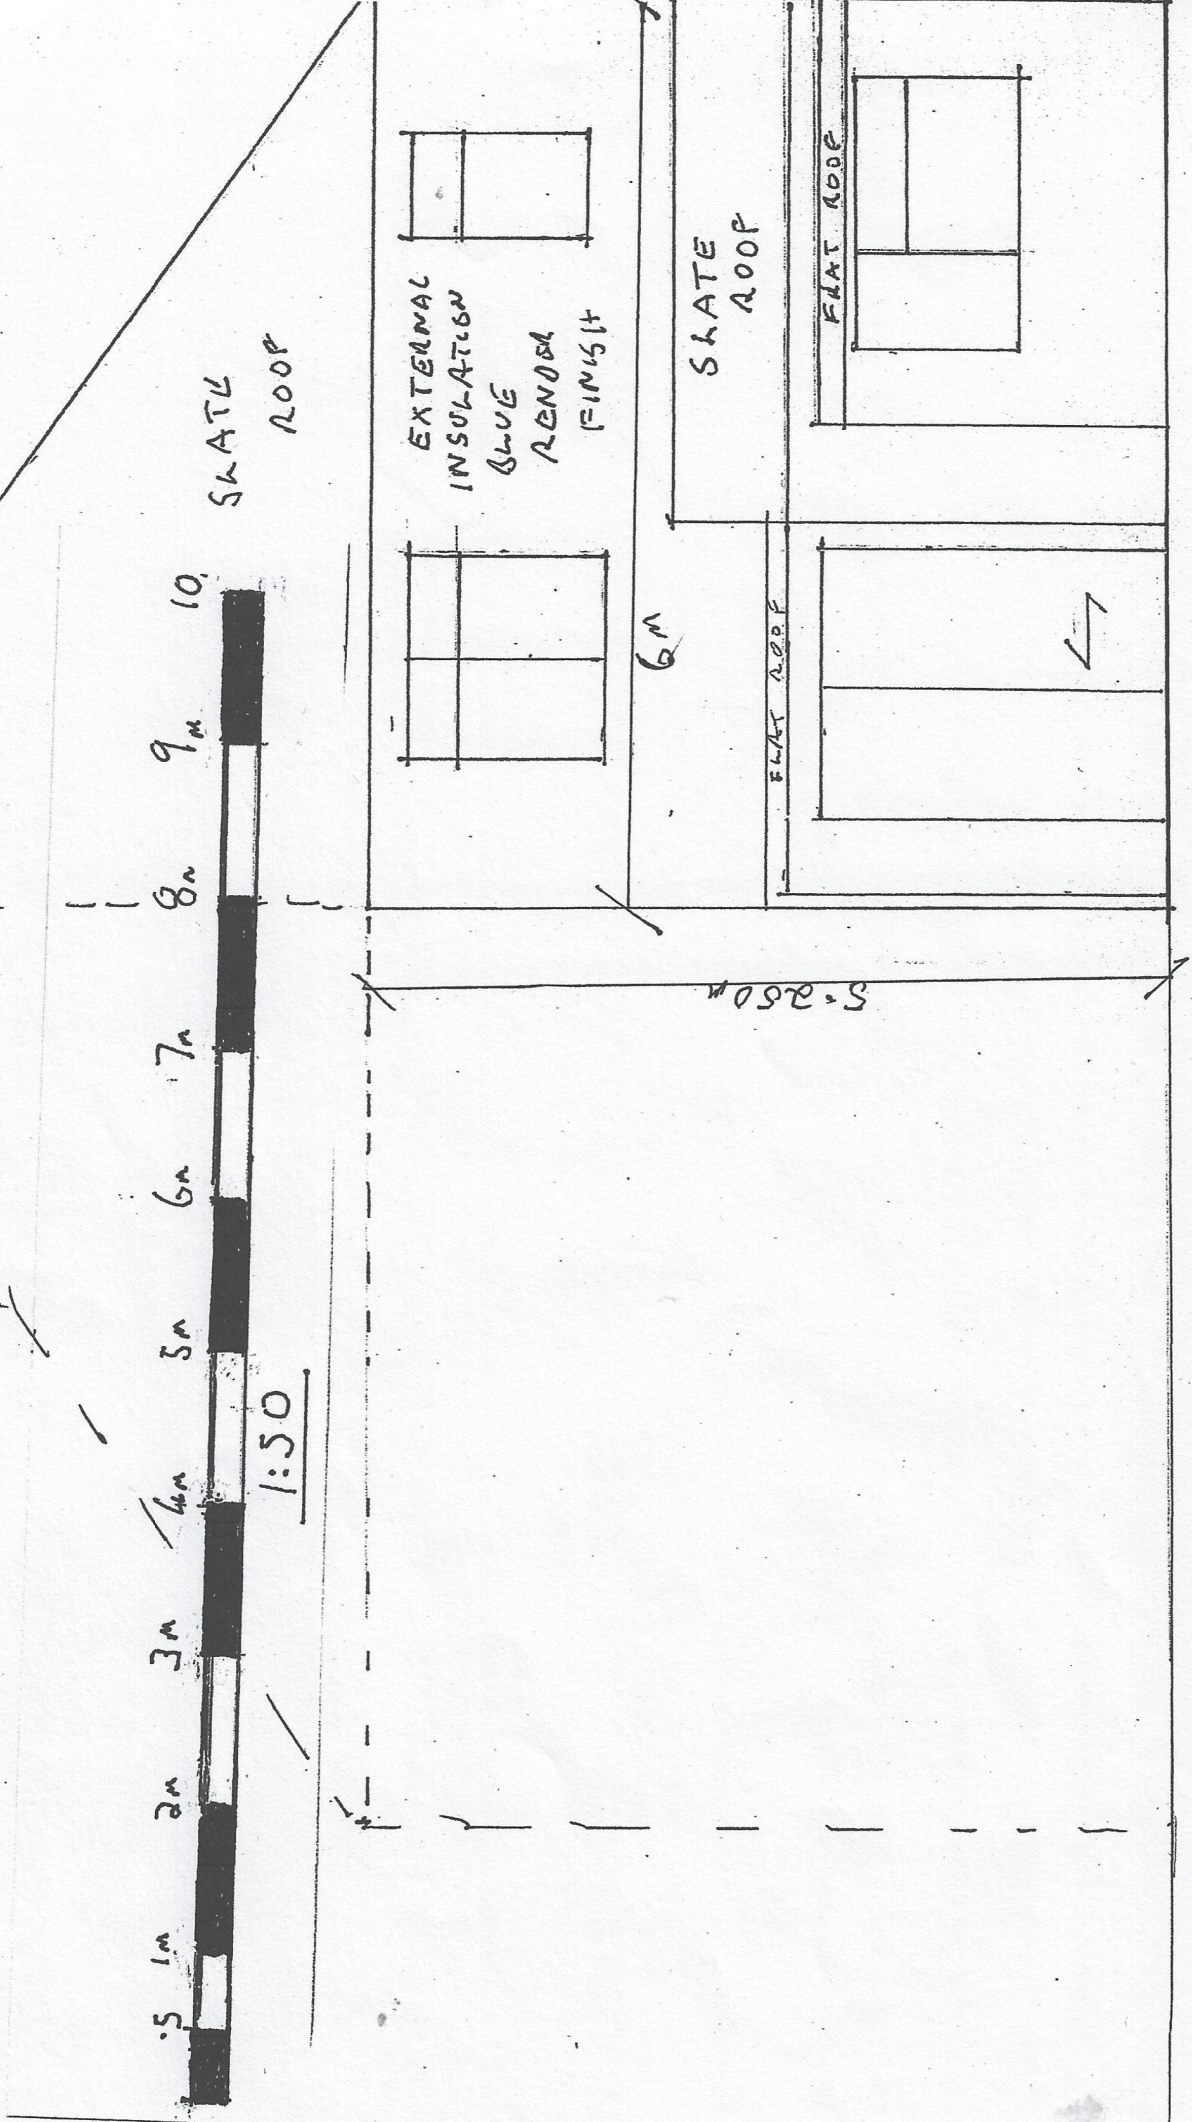 .5 1m 2m 3m 4m 5m 6m 7m 8m 9m 10
1:50
SLATE
ROOF
EXTERNAL
INSULATION
BLUE
RENDER
FINISH
6M
SLATE
ROOF
FLAT ROOF
FLAT ROOF
5.250m